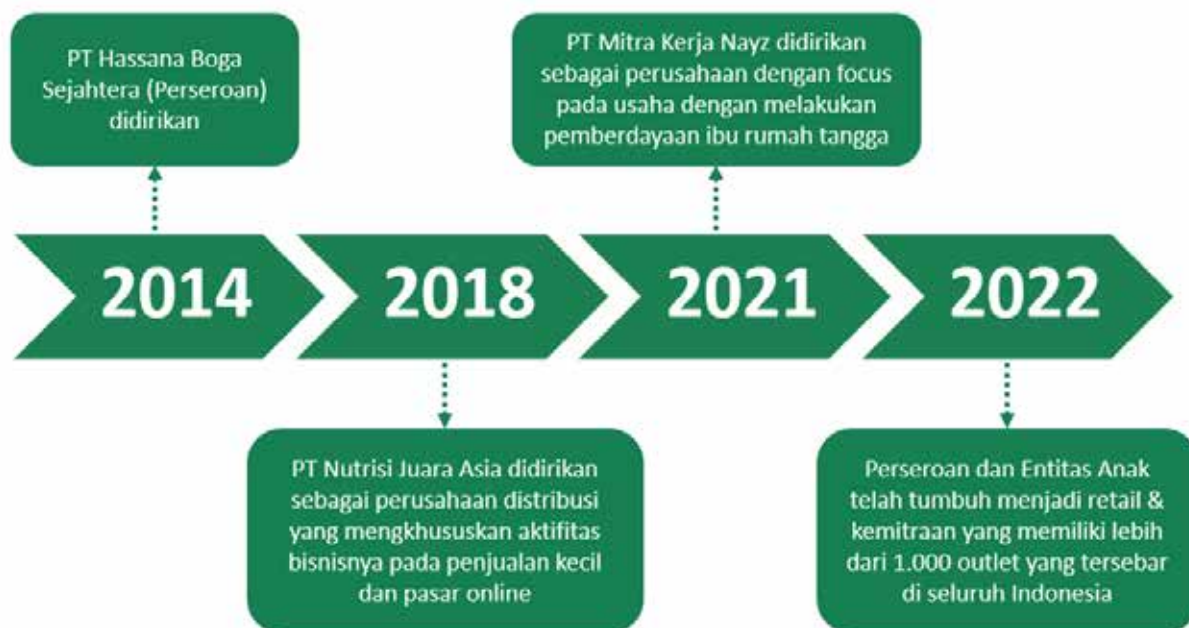 PT Hassana Boga
Sejahtera (Perseroan)
didirikan
PT Mitra Kerja Nayz didirikan
sebagai perusahaan dengan focus
pada usaha dengan melakukan
pemberdayaan ibu rumah tangga
2014
2018
2021
2022
PT Nutrisi Juara Asia didirikan
sebagai perusahaan distribusi
yang mengkhususkan aktifitas
bisnisnya pada penjualan kecil
dan pasar online
Perseroan dan Entitas Anak
telah tumbuh menjadi retail &
kemitraan yang memiliki lebih
dari 1.000 outlet yang tersebar
di seluruh Indonesia